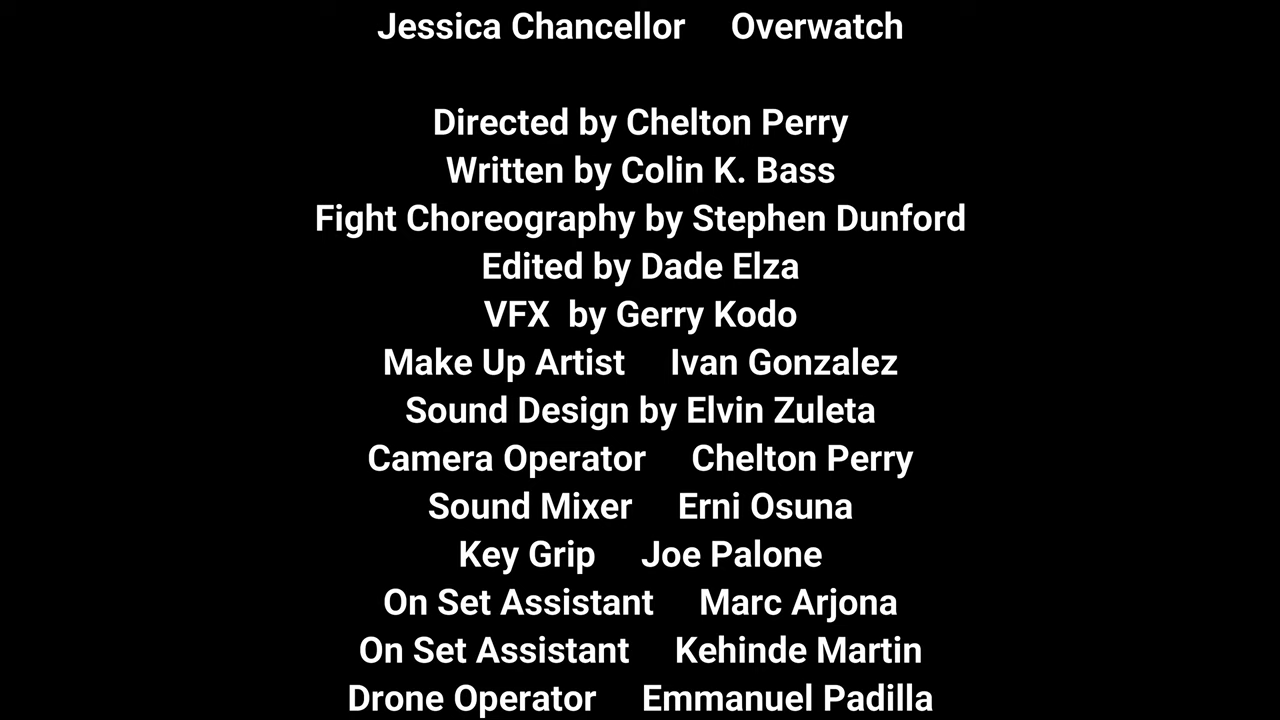 Jessica Chancellor Overwatch
Directed by Chelton Perry
Written by Colin K. Bass
Fight Choreography by Stephen Dunford
Edited by Dade Elza
VFX by Gerry Kodo
Make Up Artist Ivan Gonzalez
Sound Design by Elvin Zuleta
Camera Operator Chelton Perry
Sound Mixer Erni Osuna
Key Grip Joe Palone
On Set Assistant Marc Arjona
On Set Assistant Kehinde Martin
Drone Operator Emmanuel Padilla